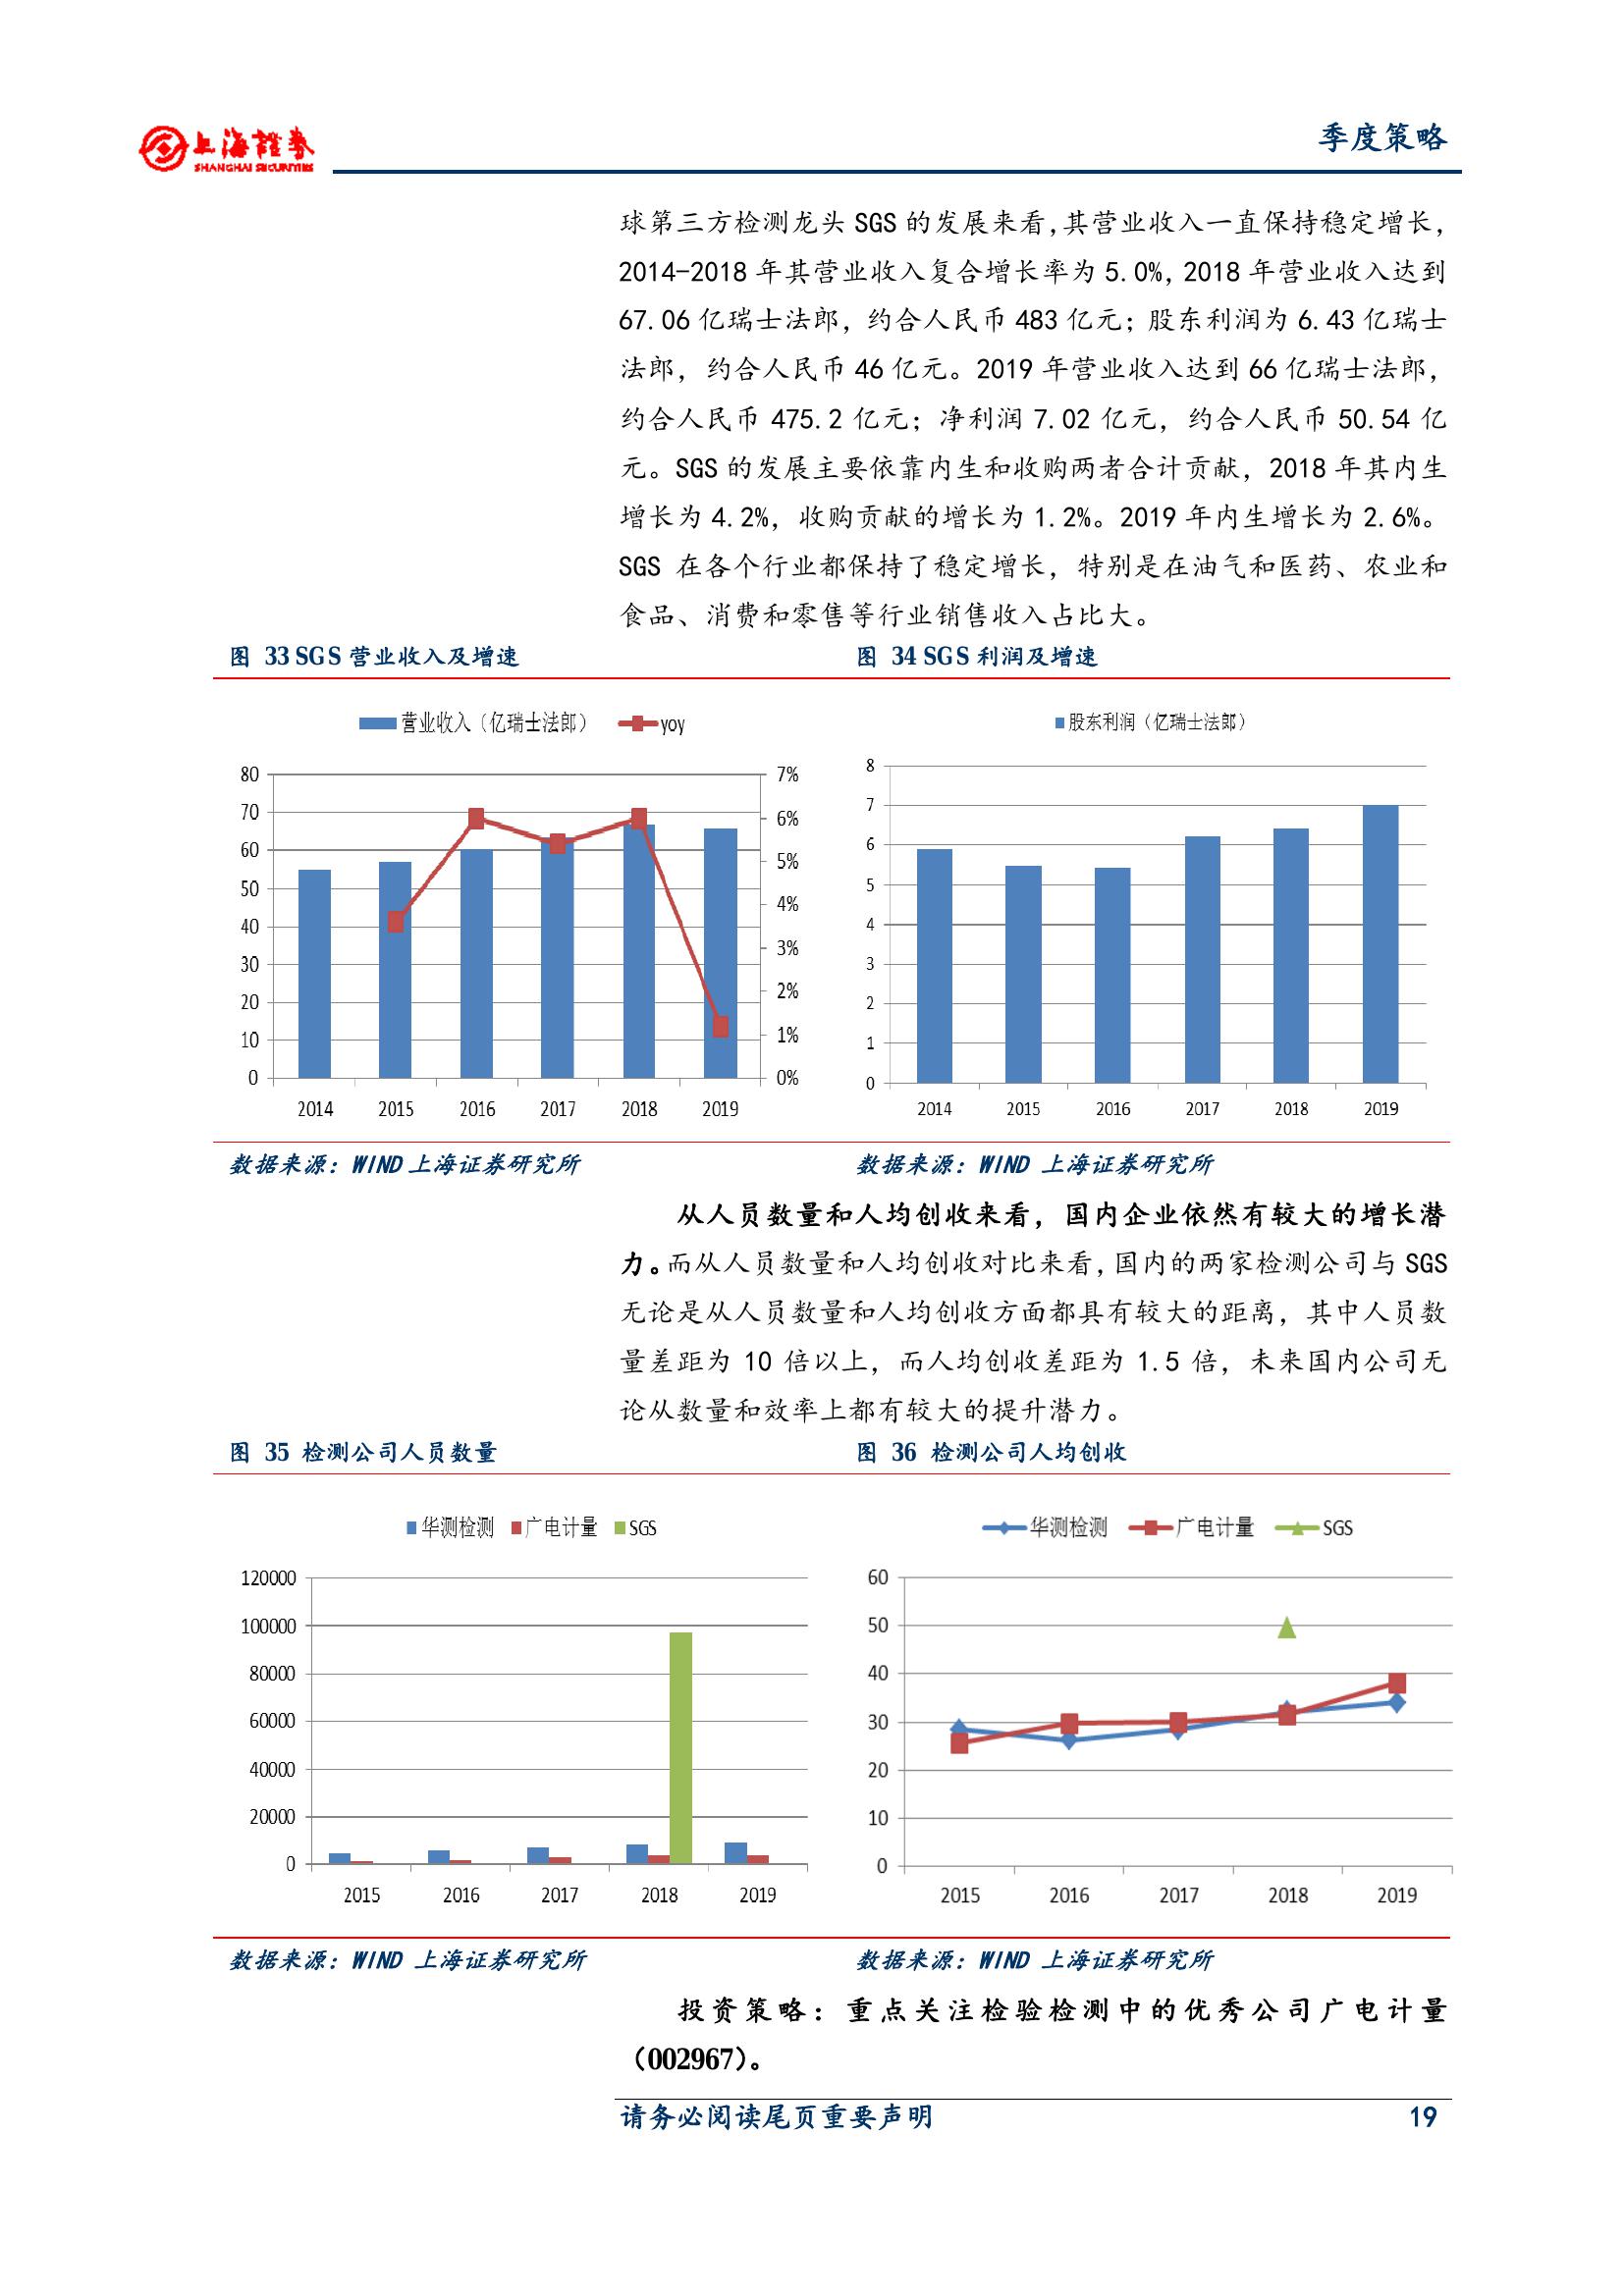 上海證券
SHANGHAI SECURITIES
季度策略
球第三方检测龙头 SGS 的发展来看,其营业收入一直保持稳定增长，
2014-2018 年其营业收入复合增长率为 5.0%，2018 年营业收入达到
67.06 亿瑞士法郎，约合人民币 483 亿元；股东利润为 6.43 亿瑞士
法郎，约合人民币 46 亿元。2019 年营业收入达到 66 亿瑞士法郎，
约合人民币 475.2 亿元；净利润 7.02 亿元，约合人民币 50.54 亿
元。SGS 的发展主要依靠内生和收购两者合计贡献，2018 年其内生
增长为 4.2%，收购贡献的增长为 1.2%。2019 年内生增长为 2.6%。
SGS 在各个行业都保持了稳定增长，特别是在油气和医药、农业和
食品、消费和零售等行业销售收入占比大。
图 33 SGS 营业收入及增速
营业收入（亿瑞士法郎） yoy
80
70
60
50
40
30
20
10
0
7%
6%
5%
4%
3%
2%
1%
0%
2014 2015 2016 2017 2018 2019
数据来源：WIND 上海证券研究所
图 34 SGS 利润及增速
股东利润（亿瑞士法郎）
8
7
6
5
4
3
2
1
0
2014 2015 2016 2017 2018 2019
数据来源：WIND 上海证券研究所
从人员数量和人均创收来看，国内企业依然有较大的增长潜
力。而从人员数量和人均创收对比来看,国内的两家检测公司与 SGS
无论是从人员数量和人均创收方面都具有较大的距离，其中人员数
量差距为 10 倍以上，而人均创收差距为 1.5 倍，未来国内公司无
论从数量和效率上都有较大的提升潜力。
图 35 检测公司人员数量
华测检测 广电计量 SGS
120000
100000
80000
60000
40000
20000
0
2015 2016 2017 2018 2019
数据来源：WIND 上海证券研究所
图 36 检测公司人均创收
华测检测 广电计量 SGS
60
50
40
30
20
10
0
2015 2016 2017 2018 2019
数据来源：WIND 上海证券研究所
投资策略：重点关注检验检测中的优秀公司广电计量
（002967）。
请务必阅读尾页重要声明
19